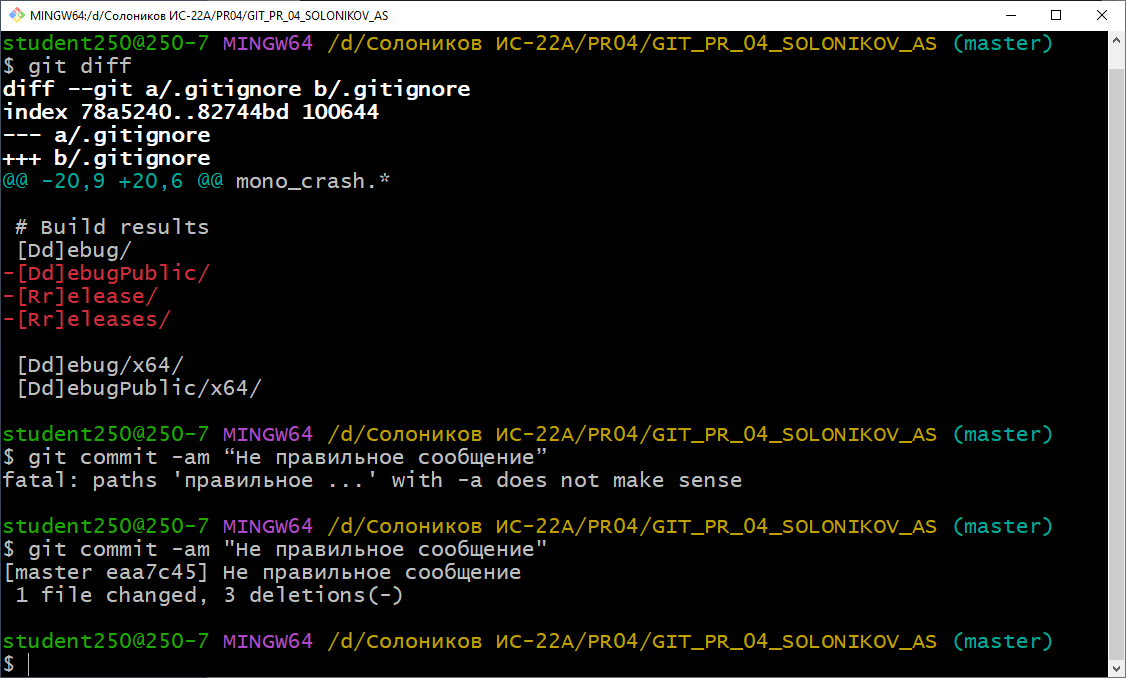 MINGW64:/d/Солоников ИС-22А/PR04/GIT_PR_04_SOLONIKOV_AS
student250@250-7 MINGW64 /d/Солоников ИС-22А/PR04/GIT_PR_04_SOLONIKOV_AS (master)
$ git diff
diff --git a/.gitignore b/.gitignore
index 78a5240..82744bd 100644
--- a/.gitignore
+++ b/.gitignore
@@ -20,9 +20,6 @@ mono_crash.*
 # Build results
 [Dd]ebug/
-[Dd]ebugPublic/
-[Rr]elease/
-[Rr]eleases/
 [Dd]ebug/x64/
 [Dd]ebugPublic/x64/
student250@250-7 MINGW64 /d/Солоников ИС-22А/PR04/GIT_PR_04_SOLONIKOV_AS (master)
$ git commit -am “Не правильное сообщение”
fatal: paths 'правильное ...' with -a does not make sense
student250@250-7 MINGW64 /d/Солоников ИС-22А/PR04/GIT_PR_04_SOLONIKOV_AS (master)
$ git commit -am "Не правильное сообщение"
[master eaa7c45] Не правильное сообщение
 1 file changed, 3 deletions(-)
student250@250-7 MINGW64 /d/Солоников ИС-22А/PR04/GIT_PR_04_SOLONIKOV_AS (master)
$